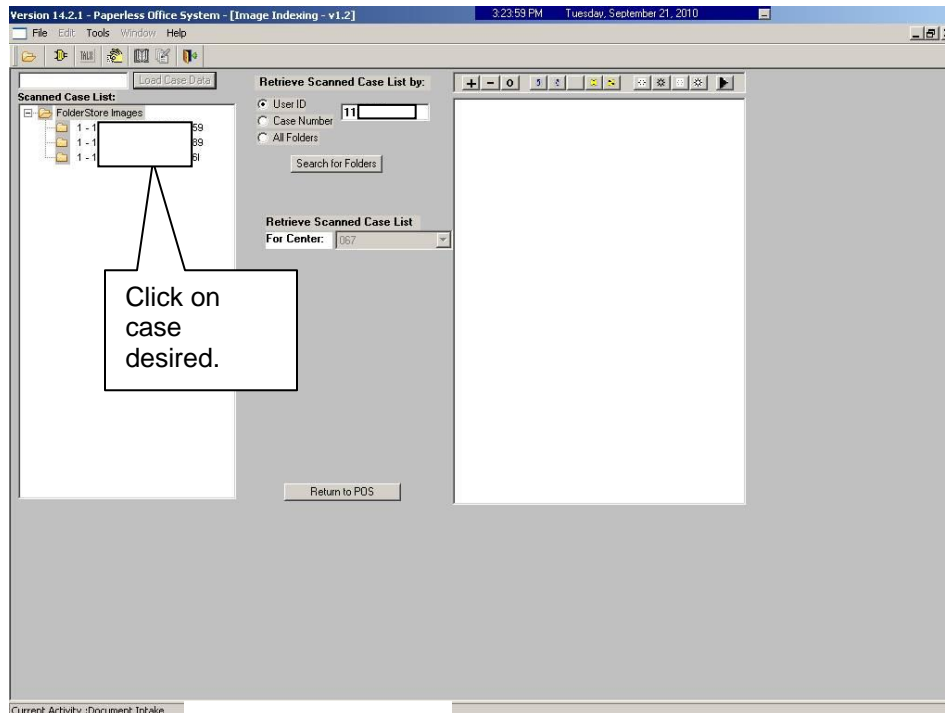 Version 14.2.1 - Paperless Office System - [Image Indexing - v1.2]
3:23:59 PM Tuesday, September 21, 2010
File Edit Tools Window Help
Load Case Data
Scanned Case List:
FolderStore Images
1 - 1 59
1 - 1 89
1 - 1
Retrieve Scanned Case List by:
User ID
11
Case Number
All Folders
Search for Folders
Retrieve Scanned Case List
For Center: 067
Click on
case
desired.
Return to POS
Current Activity :Document Intake